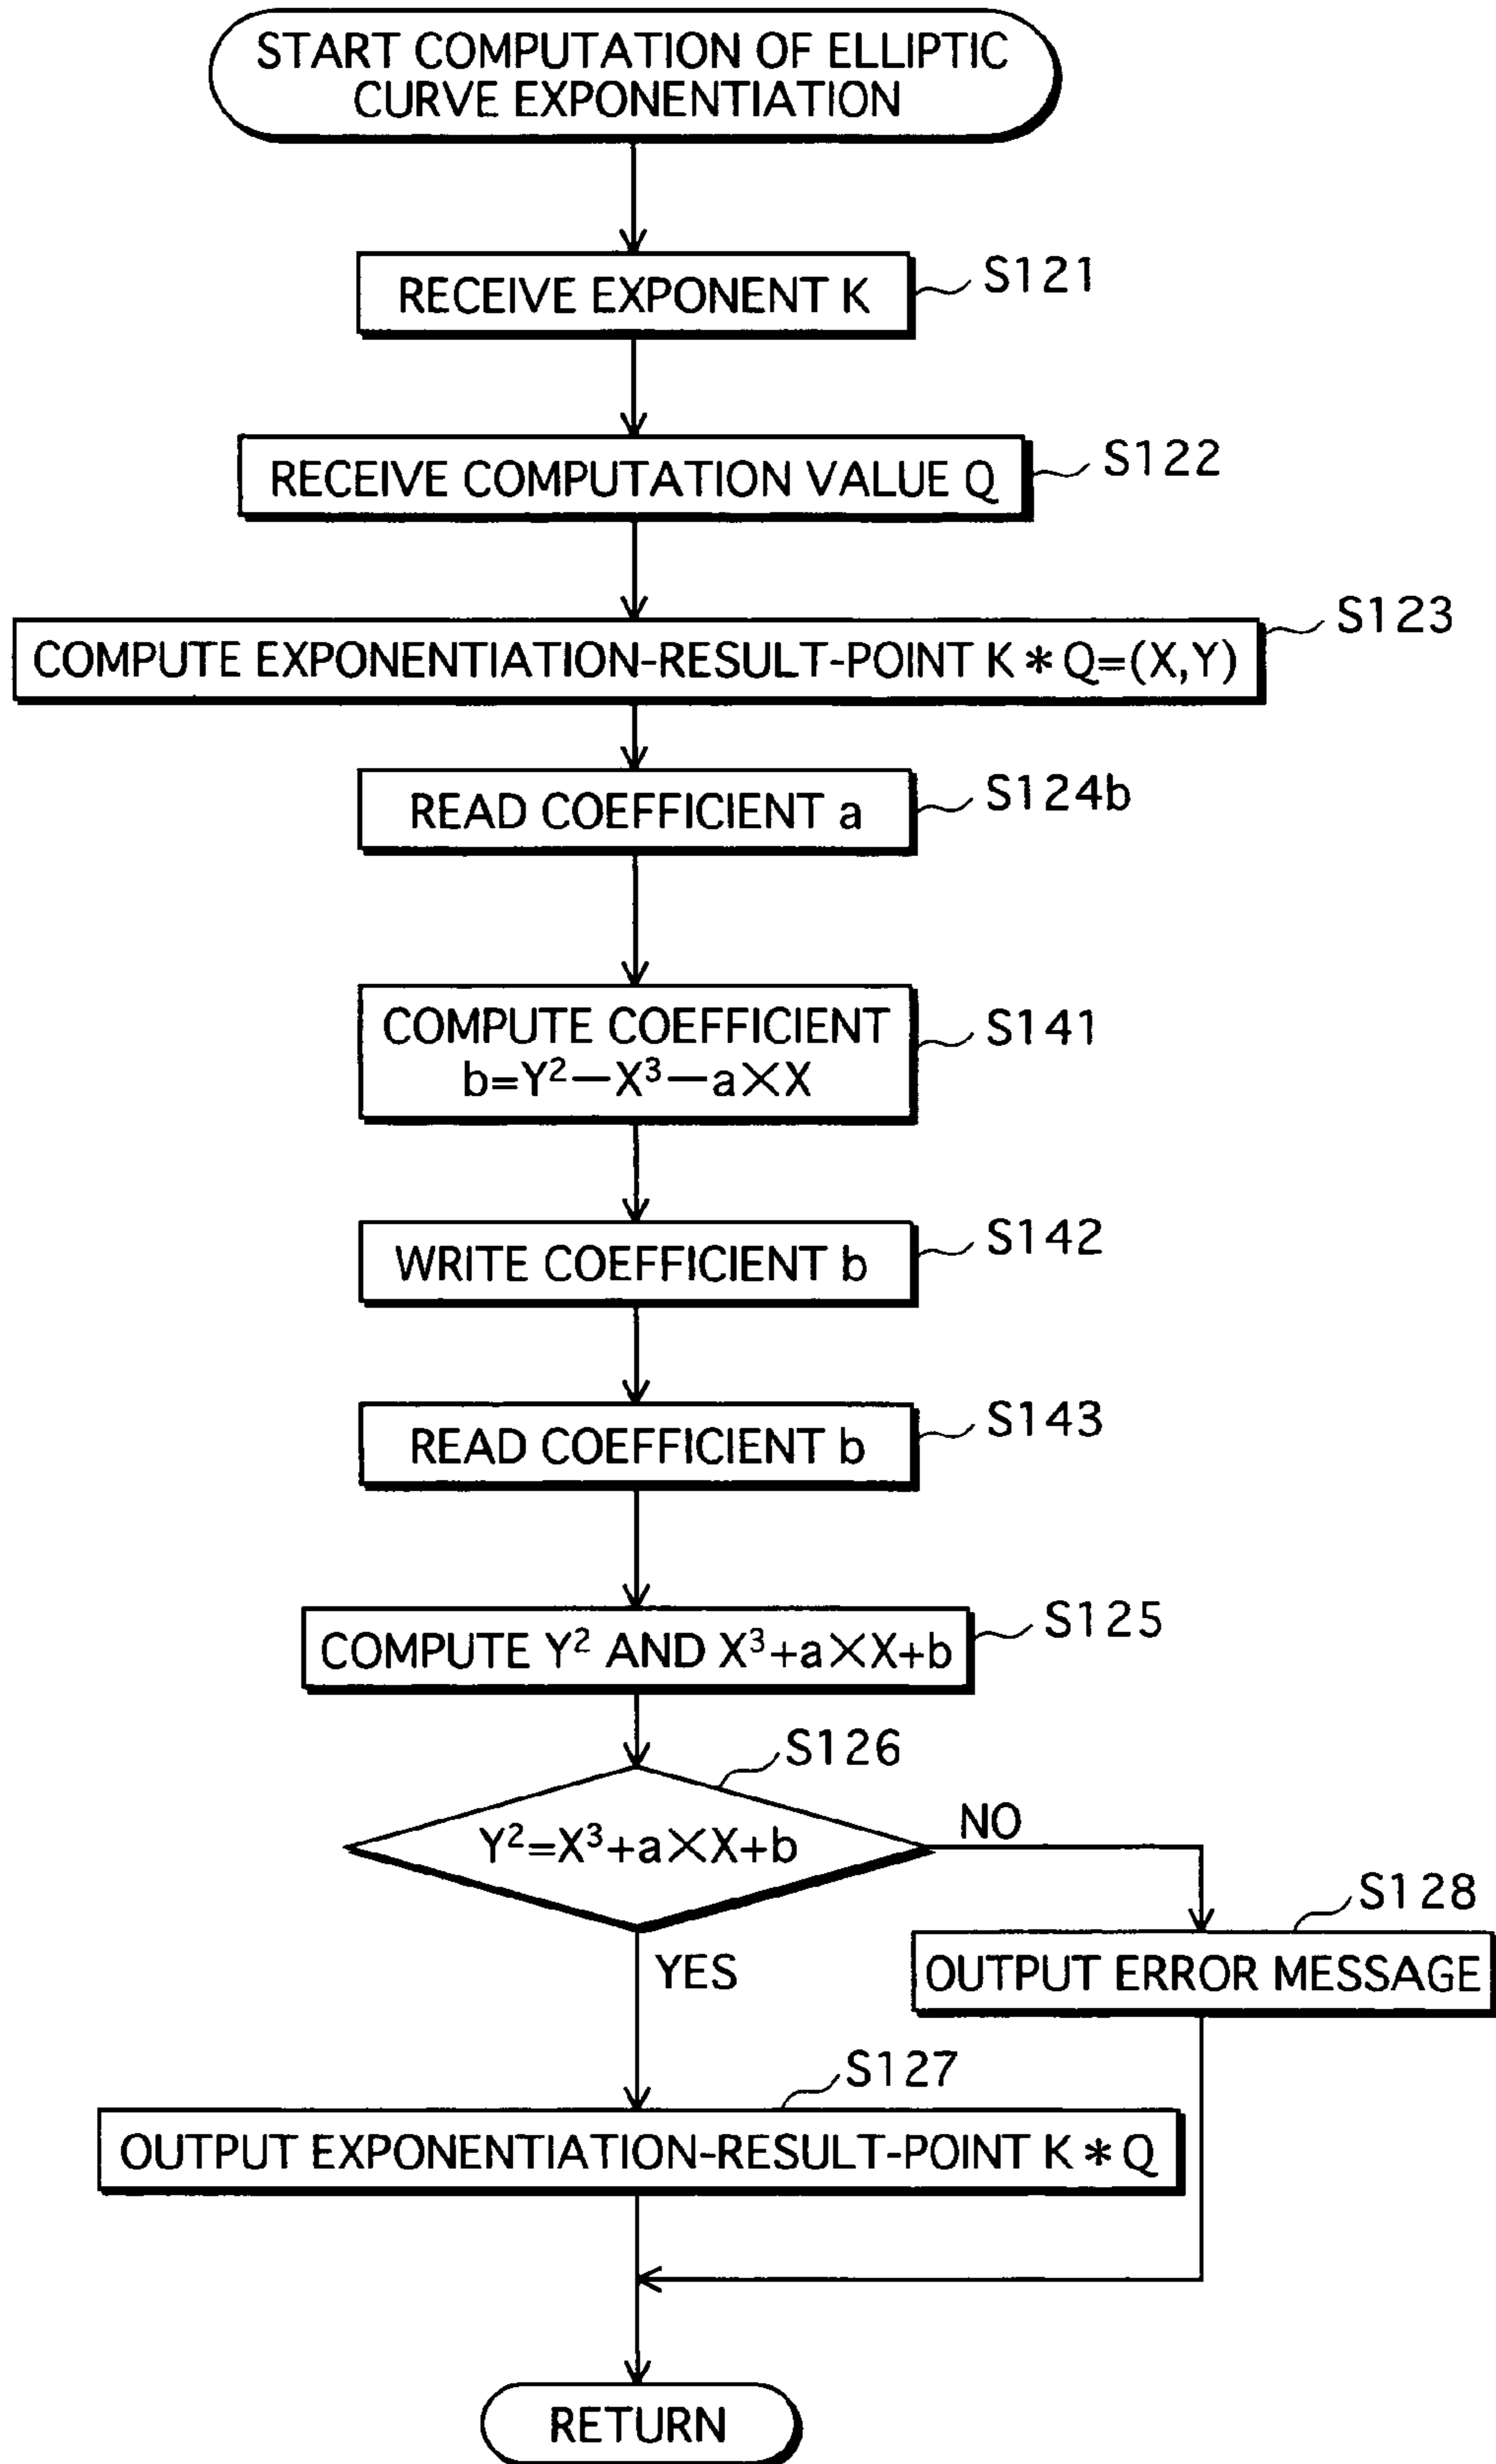 START COMPUTATION OF ELLIPTIC
CURVE EXPONENTIATION
RECEIVE EXPONENT K
S121
RECEIVE COMPUTATION VALUE Q
S122
COMPUTE EXPONENTIATION-RESULT-POINT K * Q=(X,Y)
S123
READ COEFFICIENT a
S124b
COMPUTE COEFFICIENT
b=Y²−X³−a×X
S141
WRITE COEFFICIENT b
S142
READ COEFFICIENT b
S143
COMPUTE Y² AND X³+a×X+b
S125
S126
Y²=X³+a×X+b
NO
YES
S128
OUTPUT ERROR MESSAGE
S127
OUTPUT EXPONENTIATION-RESULT-POINT K * Q
RETURN